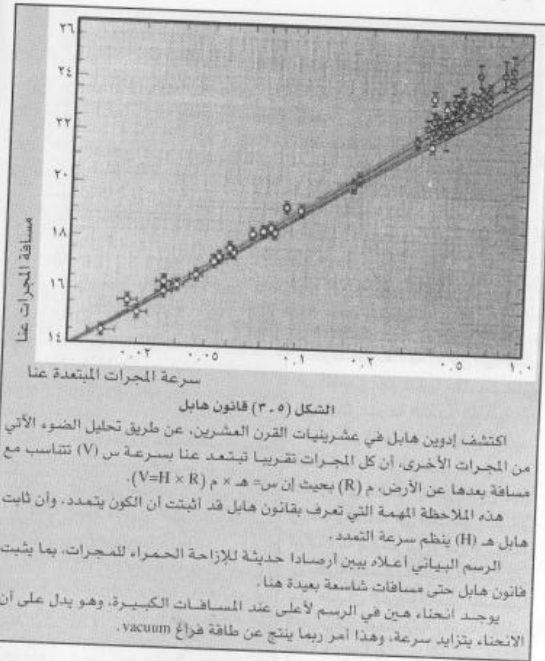 ٢٦
٢٤
٢٢
٢٠
١٨
١٦
١٤
مسافة المجرات عنا
٠.٠٢ ٠.٠٥ ٠.١ ٠.٢ ٠.٥ ١.٠
سرعة المجرات المبتعدة عنا
الشكل (٣.٥) قانون هابل
اكتشف إدوين هابل في عشرينيات القرن العشرين، عن طريق تحليل الضوء الآتي
من المجرات الأخرى، أن كل المجرات تقريبا تبتعد عنا بسرعة س (V) تتناسب مع
مسافة بعدها عن الأرض، م (R) بحيث إن س= هـ × م (V=H × R).
هذه الملاحظة المهمة التي تعرف بقانون هابل قد أثبتت أن الكون يتمدد، وأن ثابت
هابل هـ (H) ينظم سرعة التمدد.
الرسم البياني أعلاه يبين أرصادا حديثة للإزاحة الحمراء للمجرات، بما يثبت
قانون هابل حتى مسافات شاسعة بعيدة هنا.
يوجد انحناء هين في الرسم لأعلى عند المسافات الكبيرة، وهو يدل على أن
الانحناء يتزايد سرعة، وهذا أمر ربما ينتج عن طاقة فراغ vacuum.